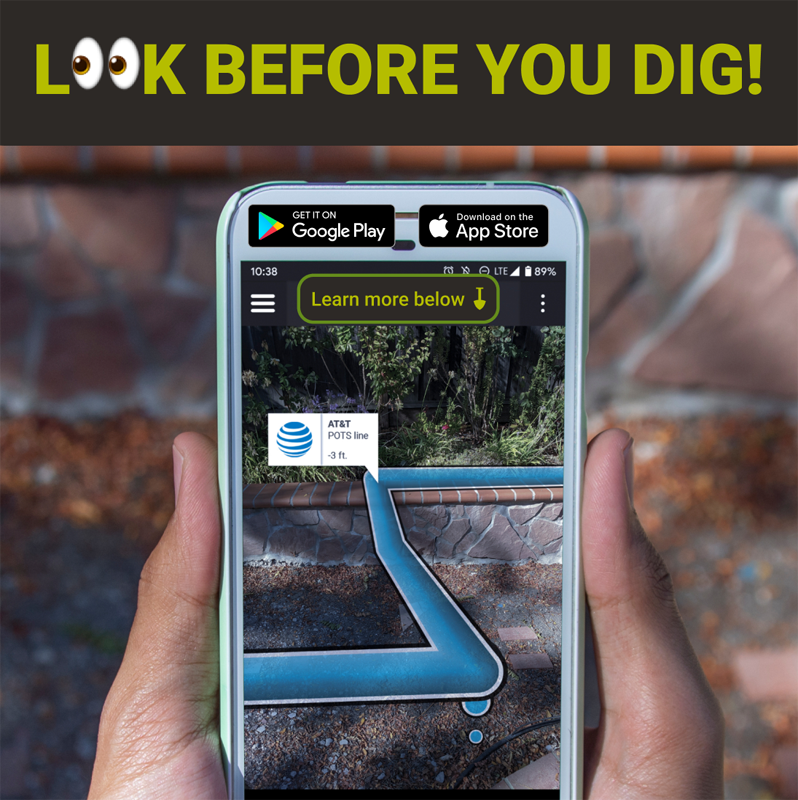 L👀K BEFORE YOU DIG!
GET IT ON
Google Play
Download on the
App Store
10:38 LTE 89%
Learn more below
AT&T
POTS line
-3 ft.